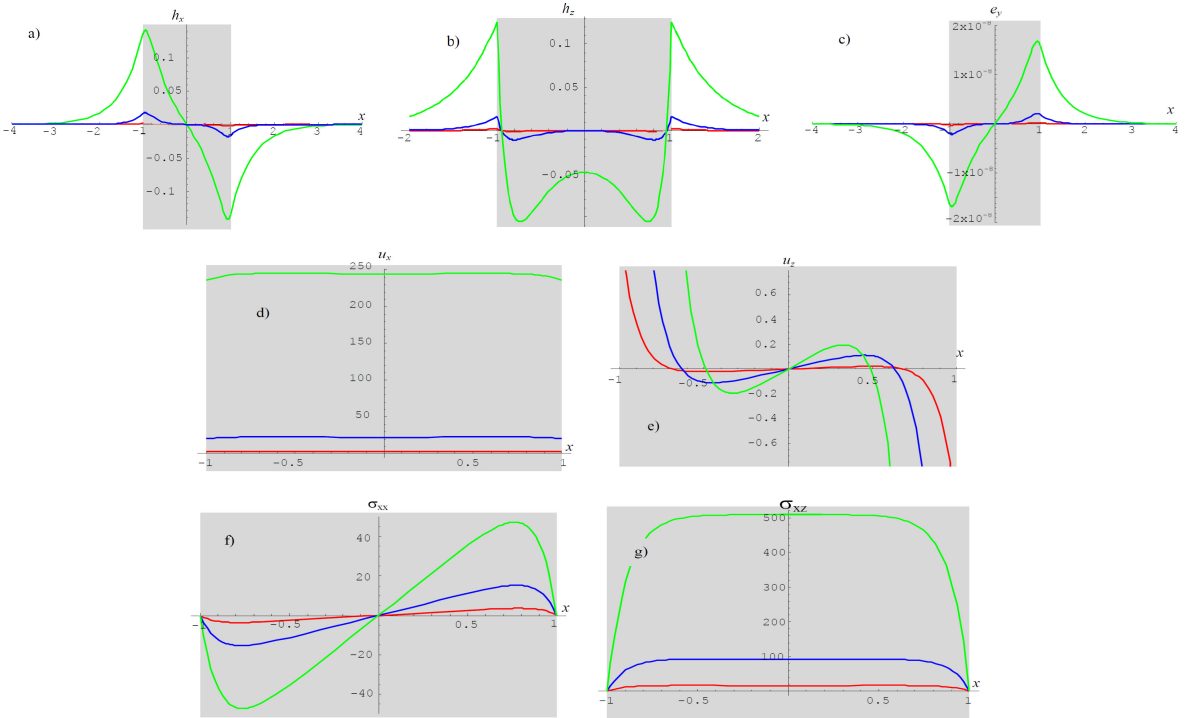 a)
h_x
0.1
0.05
-0.05
-0.1
-4 -3 -2 -1 1 2 3 4
x
b)
h_z
0.1
0.05
-0.05
-2 -1 1 2
x
c)
e_y
2x10⁻⁸
1x10⁻⁸
-1x10⁻⁸
-2x10⁻⁸
-4 -2 1 2 4
x
d)
u_x
250
200
150
100
50
-1 -0.5 0.5 1
x
e)
u_z
0.6
0.4
0.2
-0.2
-0.4
-0.6
-1 -0.5 0.5 1
x
f)
σ_xx
40
20
-20
-40
-1 -0.5 0.5 1
x
g)
σ_xz
500
400
300
200
100
-1 -0.5 0.5 1
x